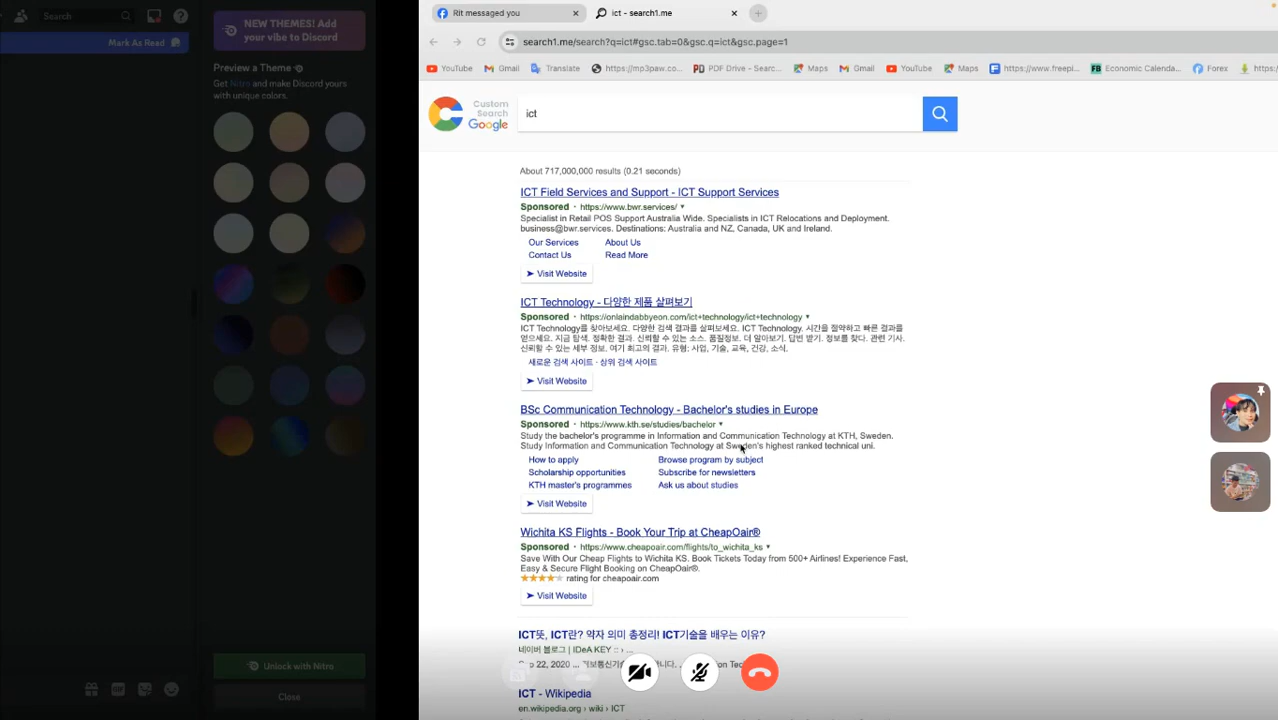 Search
Mark As Read
NEW THEMES! Add
your vibe to Discord
Preview a Theme
Get Nitro and make Discord yours
with unique colors.
Unlock with Nitro
Close
GIF
Rit messaged you
ict - search1.me
search1.me/search?q=ict#gsc.tab=0&gsc.q=ict&gsc.page=1
YouTube
Gmail
Translate
https://mp3paw.co...
PDF Drive - Searc...
Maps
Gmail
YouTube
Maps
https://www.freepi...
Economic Calenda...
Forex
https://
Custom
Search
Google
ict
About 717,000,000 results (0.21 seconds)
ICT Field Services and Support - ICT Support Services
Sponsored · https://www.bwr.services/
Specialist in Retail POS Support Australia Wide. Specialists in ICT Relocations and Deployment.
business@bwr.services. Destinations: Australia and NZ, Canada, UK and Ireland.
Our Services About Us
Contact Us Read More
Visit Website
ICT Technology - 다양한 제품 살펴보기
Sponsored · https://onlaindabbyeon.com/ict+technology/ict+technology
ICT Technology를 찾아보세요. 다양한 검색 결과를 살펴보세요. ICT Technology. 시간을 절약하고 빠른 결과를
얻으세요. 지금 탐색. 정확한 결과. 신뢰할 수 있는 소스. 품질정보. 더 알아보기. 답변 받기. 정보를 찾다. 관련 기사.
신뢰할 수 있는 세부 정보. 여기 최고의 결과. 유형: 사업, 기술, 교육, 건강, 소식.
새로운 검색 사이트 · 상위 검색 사이트
Visit Website
BSc Communication Technology - Bachelor's studies in Europe
Sponsored · https://www.kth.se/studies/bachelor
Study the bachelor's programme in Information and Communication Technology at KTH, Sweden.
Study Information and Communication Technology at Sweden's highest ranked technical uni.
How to apply Browse program by subject
Scholarship opportunities Subscribe for newsletters
KTH master's programmes Ask us about studies
Visit Website
Wichita KS Flights - Book Your Trip at CheapOair®
Sponsored · https://www.cheapoair.com/flights/to_wichita_ks
Save With Our Cheap Flights to Wichita KS. Book Tickets Today from 500+ Airlines! Experience Fast,
Easy & Secure Flight Booking on CheapOair®.
rating for cheapoair.com
Visit Website
ICT뜻, ICT란? 약자 의미 총정리! ICT기술을 배우는 이유?
네이버 블로그 | IDeA KEY :: › ...
Sep 22, 2020 ...
ICT - Wikipedia
en.wikipedia.org › wiki › ICT